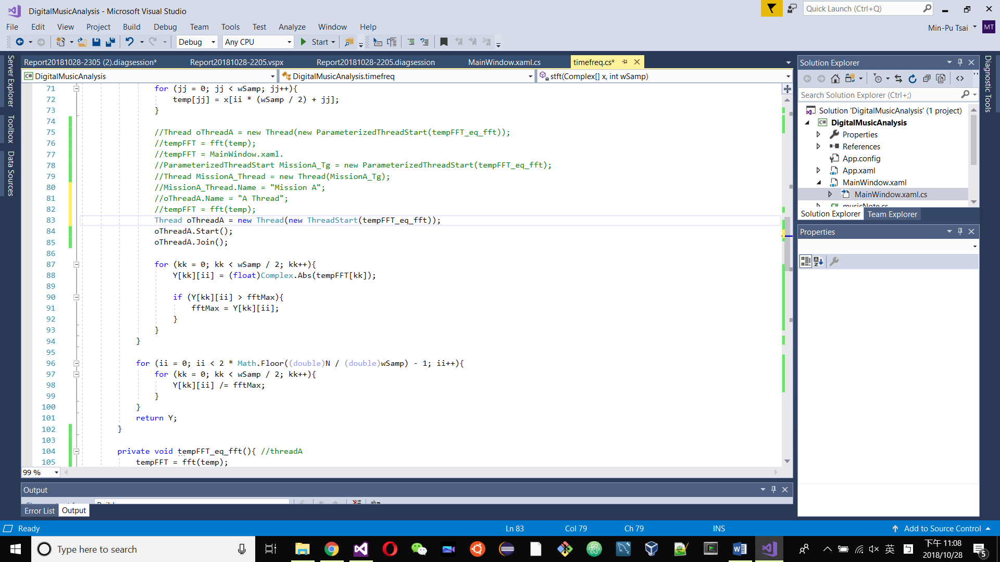 DigitalMusicAnalysis - Microsoft Visual Studio
Quick Launch (Ctrl+Q)
File Edit View Project Build Debug Team Tools Test Analyze Window Help
Min-Pu Tsai MT
Debug Any CPU Start
Server Explorer
Toolbox
Data Sources
Report20181028-2305 (2).diagsession* Report20181028-2205.vspx Report20181028-2205.diagsession MainWindow.xaml.cs timefreq.cs*
C# DigitalMusicAnalysis DigitalMusicAnalysis.timefreq stft(Complex[] x, int wSamp)
71 for (jj = 0; jj < wSamp; jj++){
72 temp[jj] = x[ii * (wSamp / 2) + jj];
73 }
74
75 //Thread oThreadA = new Thread(new ParameterizedThreadStart(tempFFT_eq_fft));
76 //tempFFT = fft(temp);
77 //tempFFT = MainWindow.xaml.
78 //ParameterizedThreadStart MissionA_Tg = new ParameterizedThreadStart(tempFFT_eq_fft);
79 //Thread MissionA_Thread = new Thread(MissionA_Tg);
80 //MissionA_Thread.Name = "Mission A";
81 //oThreadA.Name = "A Thread";
82 //tempFFT = fft(temp);
83 Thread oThreadA = new Thread(new ThreadStart(tempFFT_eq_fft));
84 oThreadA.Start();
85 oThreadA.Join();
86
87 for (kk = 0; kk < wSamp / 2; kk++){
88 Y[kk][ii] = (float)Complex.Abs(tempFFT[kk]);
89
90 if (Y[kk][ii] > fftMax){
91 fftMax = Y[kk][ii];
92 }
93 }
94 }
95
96 for (ii = 0; ii < 2 * Math.Floor((double)N / (double)wSamp) - 1; ii++){
97 for (kk = 0; kk < wSamp / 2; kk++){
98 Y[kk][ii] /= fftMax;
99 }
100 }
101 return Y;
102 }
103
104 private void tempFFT_eq_fft(){ //threadA
105 tempFFT = fft(temp);
99 %
Output
Error List Output
Solution Explorer
Search Solution Explorer (Ctrl+;)
Solution 'DigitalMusicAnalysis' (1 project)
C# DigitalMusicAnalysis
Properties
References
App.config
App.xaml
MainWindow.xaml
MainWindow.xaml.cs
musicNote.cs
Solution Explorer Team Explorer
Properties
Diagnostic Tools
Ready Ln 83 Col 79 Ch 79 INS Add to Source Control
Type here to search
英
下午 11:08
2018/10/28
5